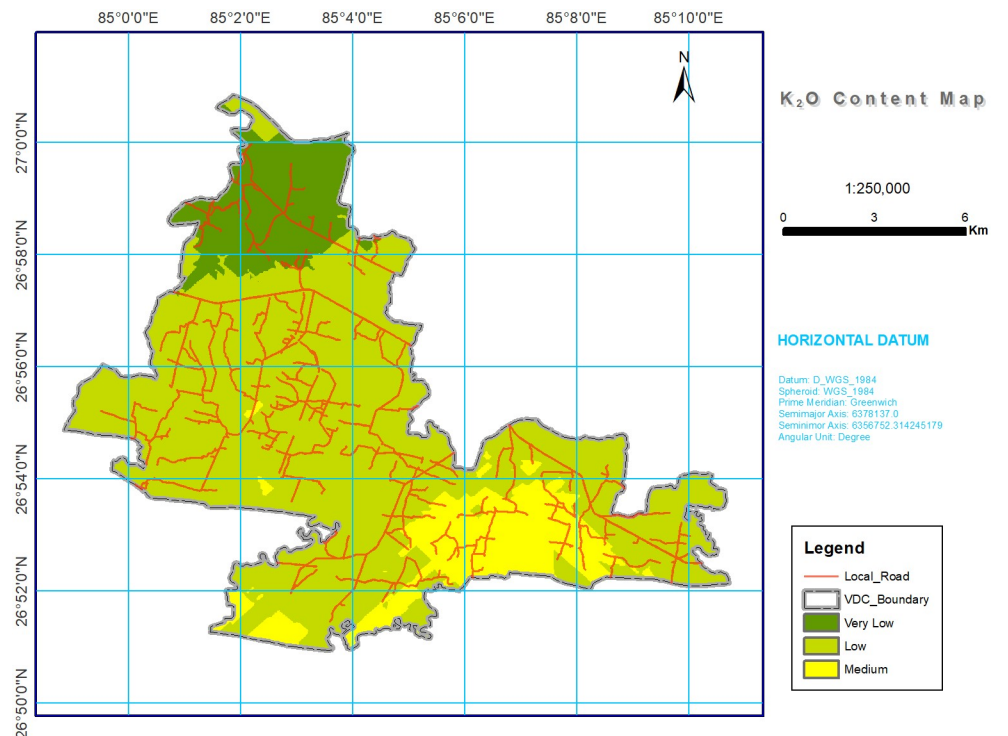 85°0'0"E 85°2'0"E 85°4'0"E 85°6'0"E 85°8'0"E 85°10'0"E
27°0'0"N
26°58'0"N
26°56'0"N
26°54'0"N
26°52'0"N
26°50'0"N
N
K₂O Content Map
1:250,000
0 3 6
Km
HORIZONTAL DATUM
Datum: D_WGS_1984
Spheroid: WGS_1984
Prime Meridian: Greenwich
Semimajor Axis: 6378137.0
Semiminor Axis: 6356752.314245179
Angular Unit: Degree
Legend
Local_Road
VDC_Boundary
Very Low
Low
Medium